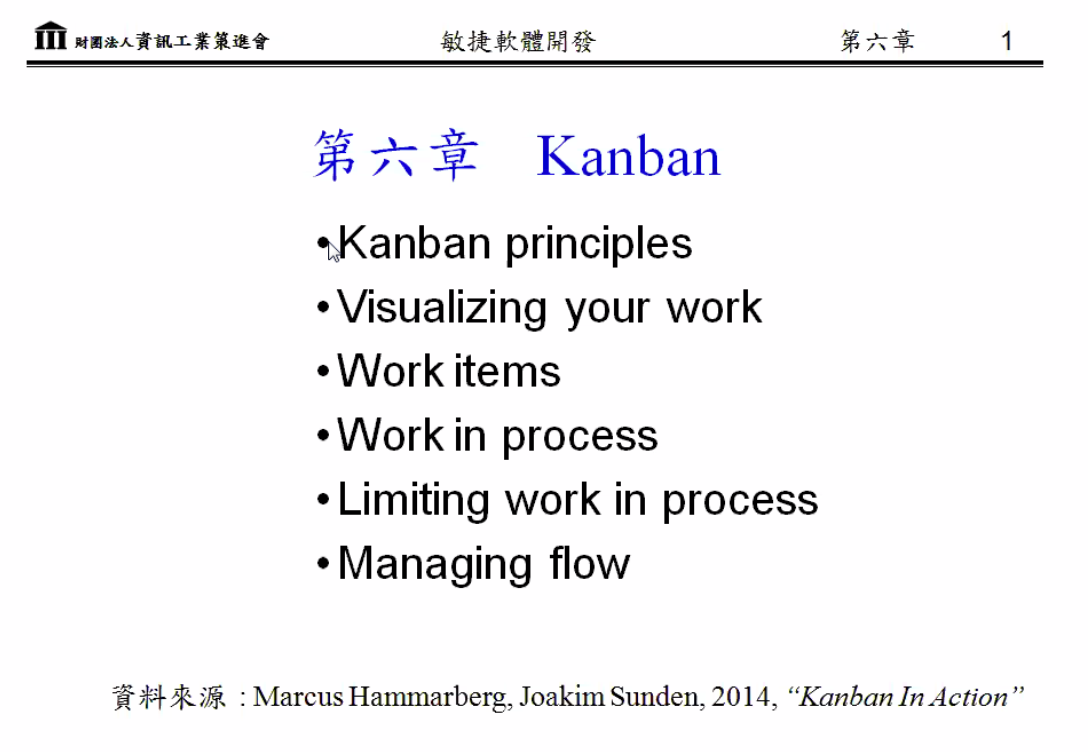 財團法人資訊工業策進會 敏捷軟體開發 第六章 1
第六章 Kanban
•Kanban principles
•Visualizing your work
•Work items
•Work in process
•Limiting work in process
•Managing flow
資料來源 : Marcus Hammarberg, Joakim Sunden, 2014, “Kanban In Action”